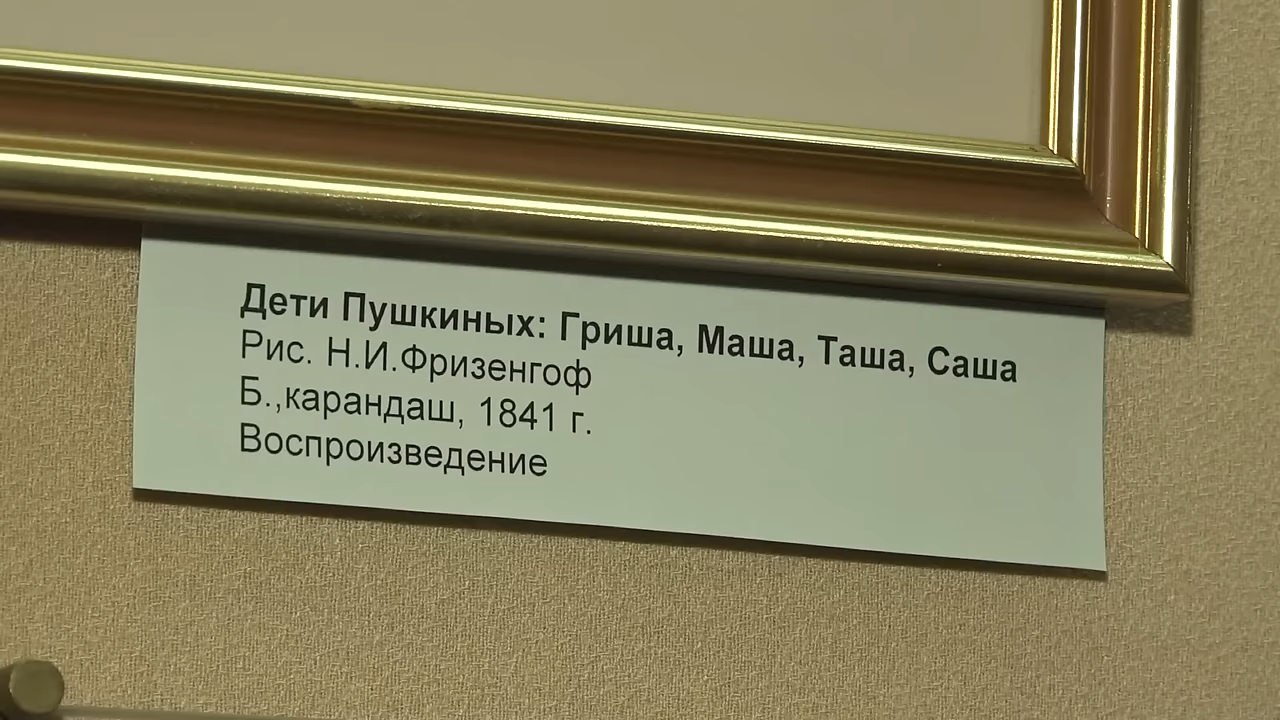 Дети Пушкиных: Гриша, Маша, Таша, Саша
Рис. Н.И.Фризенгоф
Б.,карандаш, 1841 г.
Воспроизведение